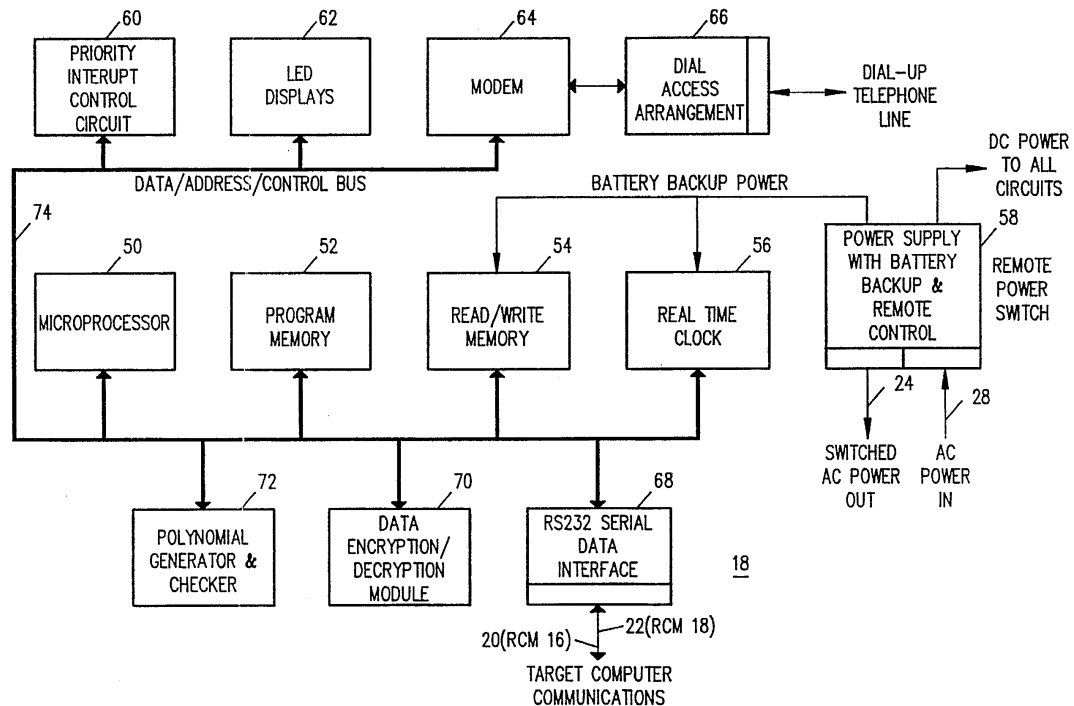 60
62
64
66
PRIORITY
INTERUPT
CONTROL
CIRCUIT
LED
DISPLAYS
MODEM
DIAL
ACCESS
ARRANGEMENT
DIAL-UP
TELEPHONE
LINE
DATA/ADDRESS/CONTROL BUS
BATTERY BACKUP POWER
DC POWER
TO ALL
CIRCUITS
74
50
52
54
56
58
MICROPROCESSOR
PROGRAM
MEMORY
READ/WRITE
MEMORY
REAL TIME
CLOCK
POWER SUPPLY
WITH BATTERY
BACKUP &
REMOTE
CONTROL
REMOTE
POWER
SWITCH
24
28
SWITCHED
AC POWER
OUT
AC
POWER
IN
72
70
68
POLYNOMIAL
GENERATOR &
CHECKER
DATA
ENCRYPTION/
DECRYPTION
MODULE
RS232 SERIAL
DATA
INTERFACE
18
22(RCM 18)
20(RCM 16)
TARGET COMPUTER
COMMUNICATIONS